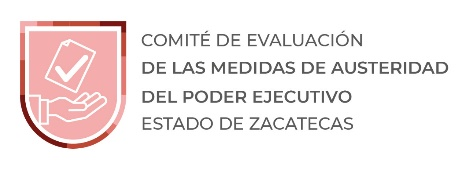 COMITÉ DE EVALUACIÓN
DE LAS MEDIDAS DE AUSTERIDAD
DEL PODER EJECUTIVO
ESTADO DE ZACATECAS